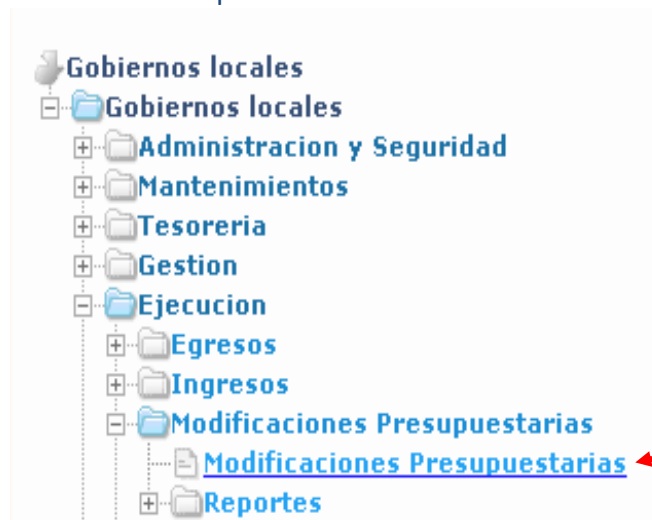 Gobiernos locales
Gobiernos locales
Administracion y Seguridad
Mantenimientos
Tesoreria
Gestion
Ejecucion
Egresos
Ingresos
Modificaciones Presupuestarias
Modificaciones Presupuestarias
Reportes